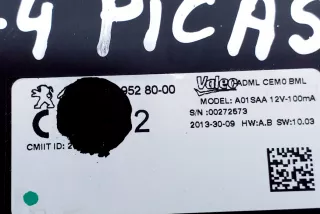 -4 PICAS
952 80-00
Valeo ADML CEM0 BML
MODEL: A01SAA 12V-100mA
S/N :00272673
C 2 2013-30-09 HW:A.B SW:10.03
CMIIT ID: 2